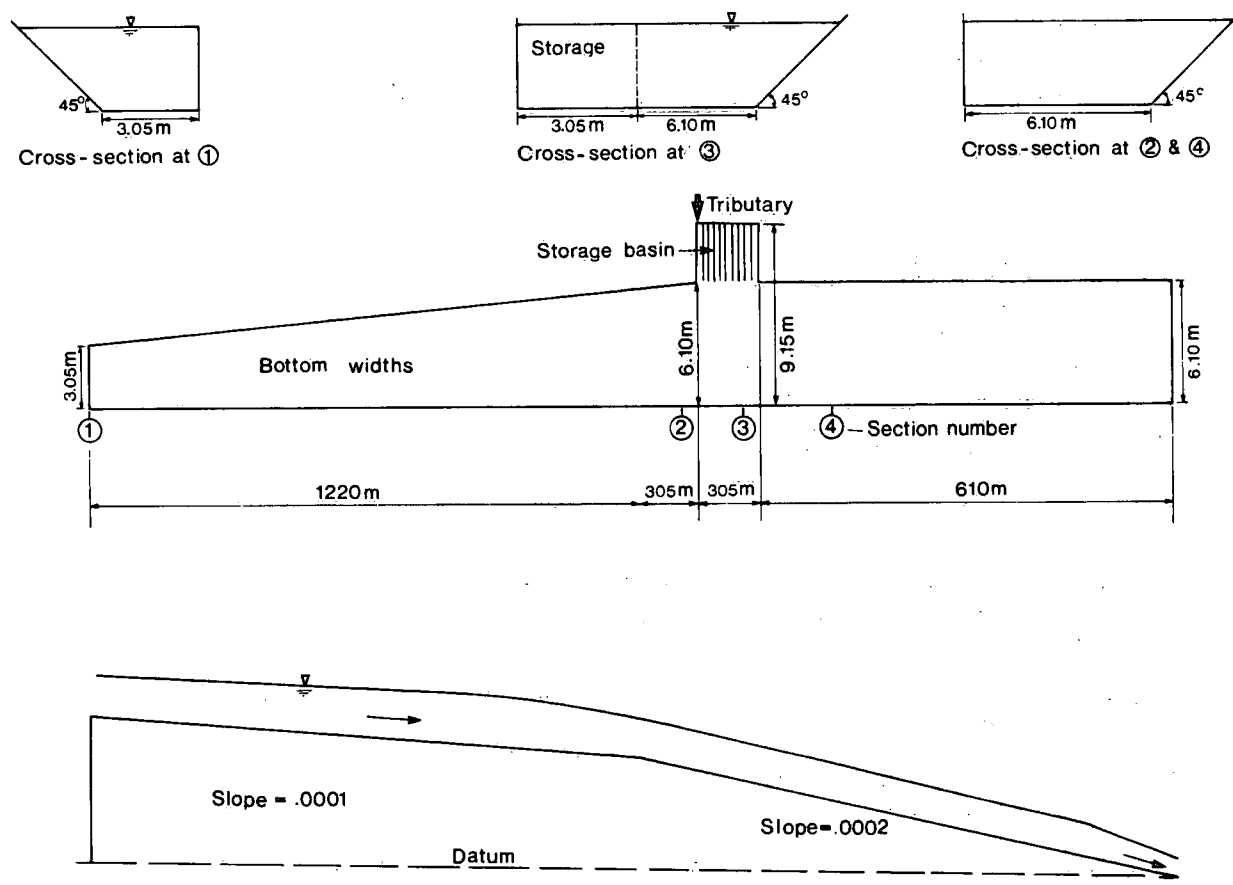 45°
3.05m
Cross-section at ①
Storage
45°
3.05m 6.10m
Cross-section at ③
45°
6.10m
Cross-section at ② & ④
Tributary
Storage basin
3.05m
Bottom widths
6.10m
9.15m
6.10m
① ② ③ ④ Section number
1220m 305m 305m 610m
Slope = .0001
Slope=.0002
Datum